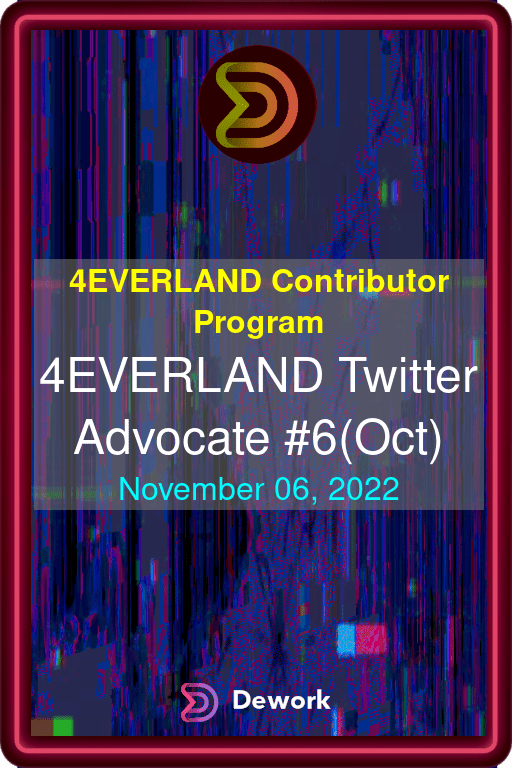 4EVERLAND Contributor
Program
4EVERLAND Twitter
Advocate #6(Oct)
November 06, 2022
Dework